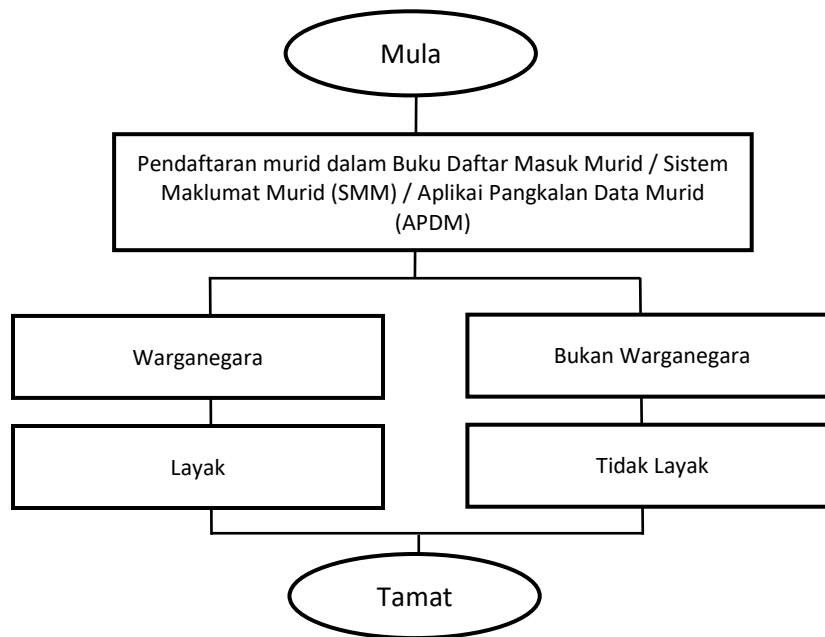 Mula
Pendaftaran murid dalam Buku Daftar Masuk Murid / Sistem
Maklumat Murid (SMM) / Aplikai Pangkalan Data Murid
(APDM)
Warganegara
Bukan Warganegara
Layak
Tidak Layak
Tamat